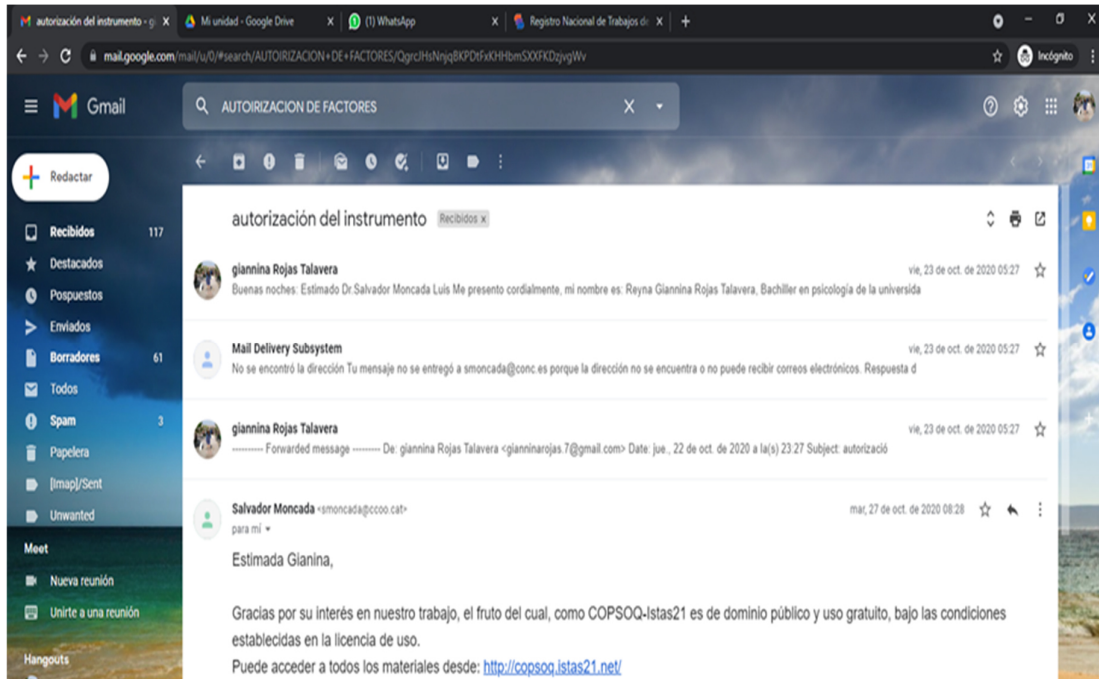 autorización del instrumento - g
Mi unidad - Google Drive
(1) WhatsApp
Registro Nacional de Trabajos de
mail.google.com/mail/u/0/#search/AUTOIRIZACION+DE+FACTORES/
Incógnito
Gmail
AUTOIRIZACION DE FACTORES
Redactar
autorización del instrumento Recibidos x
Recibidos 117
Destacados
Pospuestos
Enviados
Borradores 61
Todos
Spam 3
Papelera
[Imap]/Sent
Unwanted
Meet
Nueva reunión
Unirte a una reunión
Hangouts
giannina Rojas Talavera vie, 23 de oct. de 2020 05:27
Buenas noches: Estimado Dr.Salvador Moncada Luis Me presento cordialmente, mi nombre es: Reyna Giannina Rojas Talavera, Bachiller en psicología de la universida
Mail Delivery Subsystem vie, 23 de oct. de 2020 05:27
No se encontró la dirección Tu mensaje no se entregó a smoncada@conc.es porque la dirección no se encuentra o no puede recibir correos electrónicos. Respuesta d
giannina Rojas Talavera vie, 23 de oct. de 2020 05:27
---------- Forwarded message --------- De: giannina Rojas Talavera <gianninarojas.7@gmail.com> Date: jue., 22 de oct. de 2020 a la(s) 23:27 Subject: autorizació
Salvador Moncada <smoncada@ccoo.cat> mar, 27 de oct. de 2020 08:28
para mí
Estimada Gianina,
Gracias por su interés en nuestro trabajo, el fruto del cual, como COPSOQ-Istas21 es de dominio público y uso gratuito, bajo las condiciones
establecidas en la licencia de uso.
Puede acceder a todos los materiales desde: http://copsoq.istas21.net/